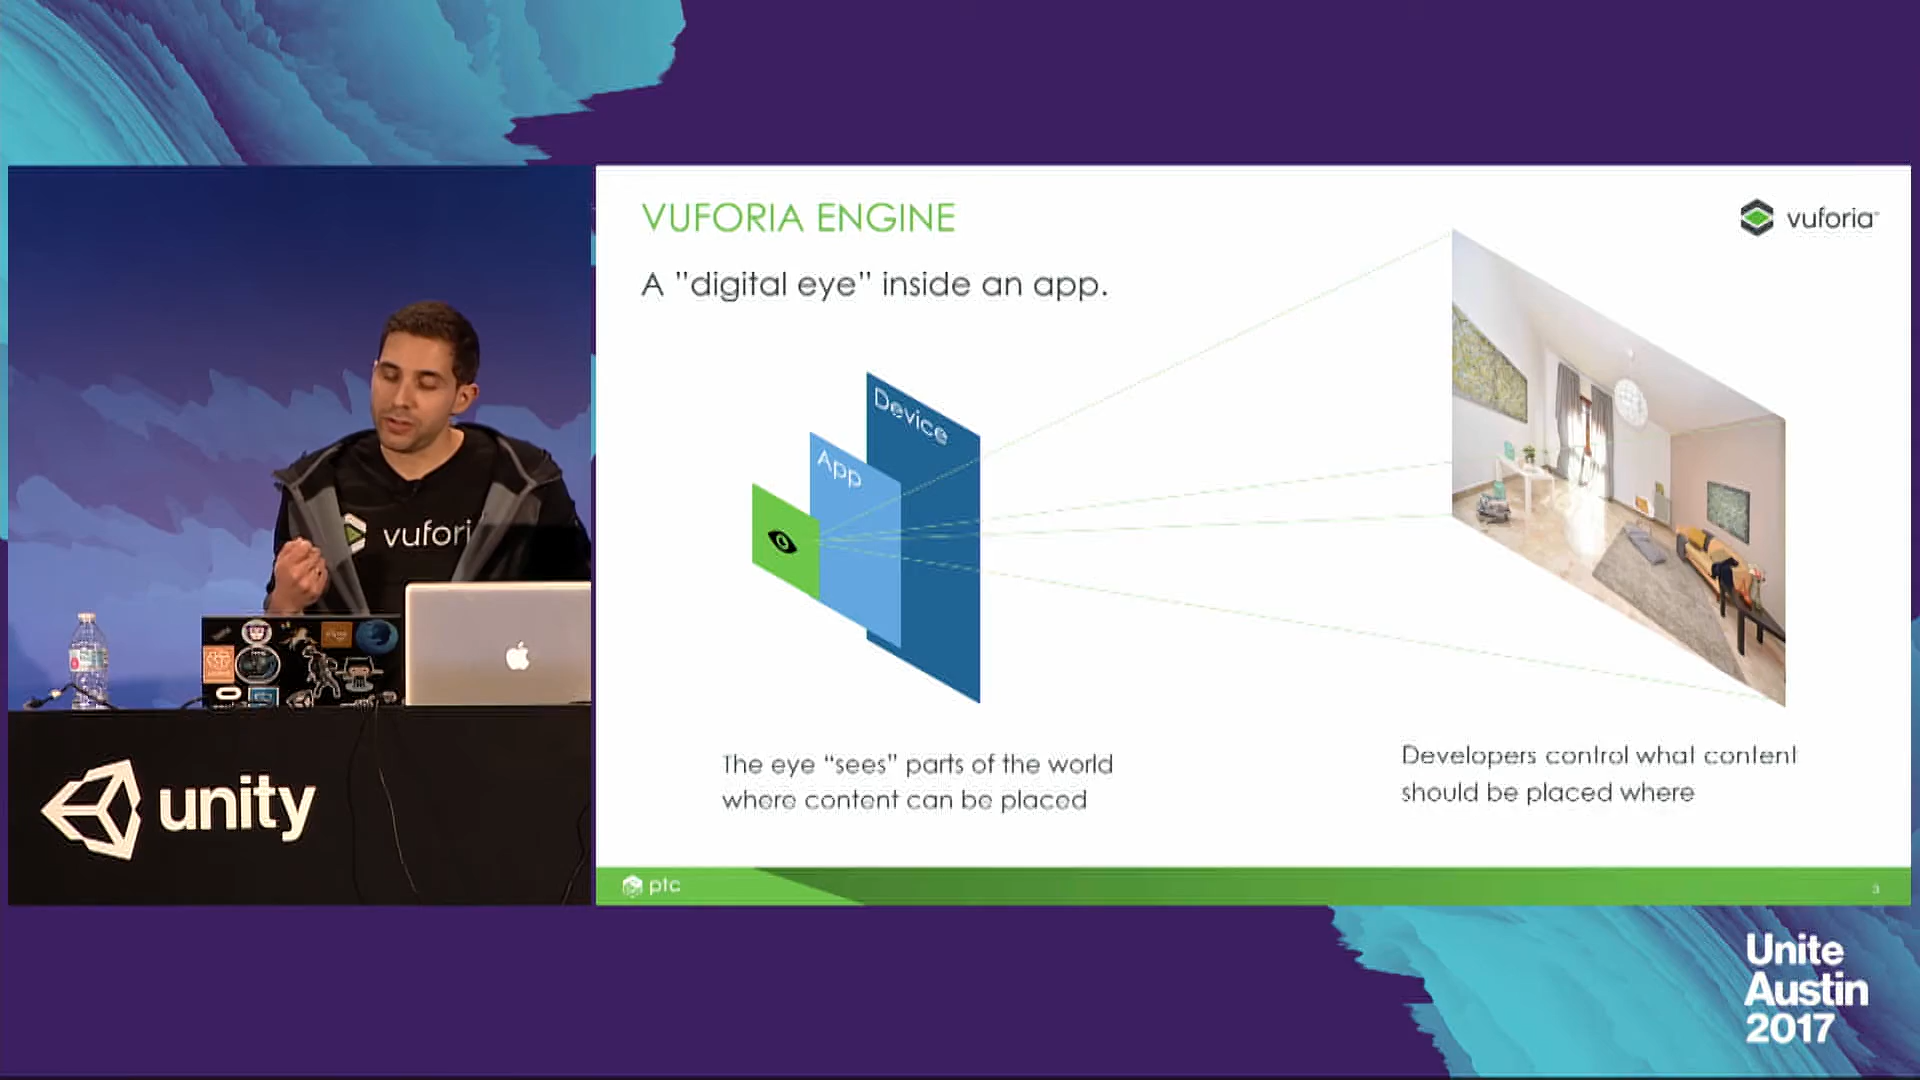 VUFORIA ENGINE
vuforia
A "digital eye" inside an app.
Device
App
vufori
The eye “sees” parts of the world
where content can be placed
Developers control what content
should be placed where
unity
ptc
3
Unite
Austin
2017